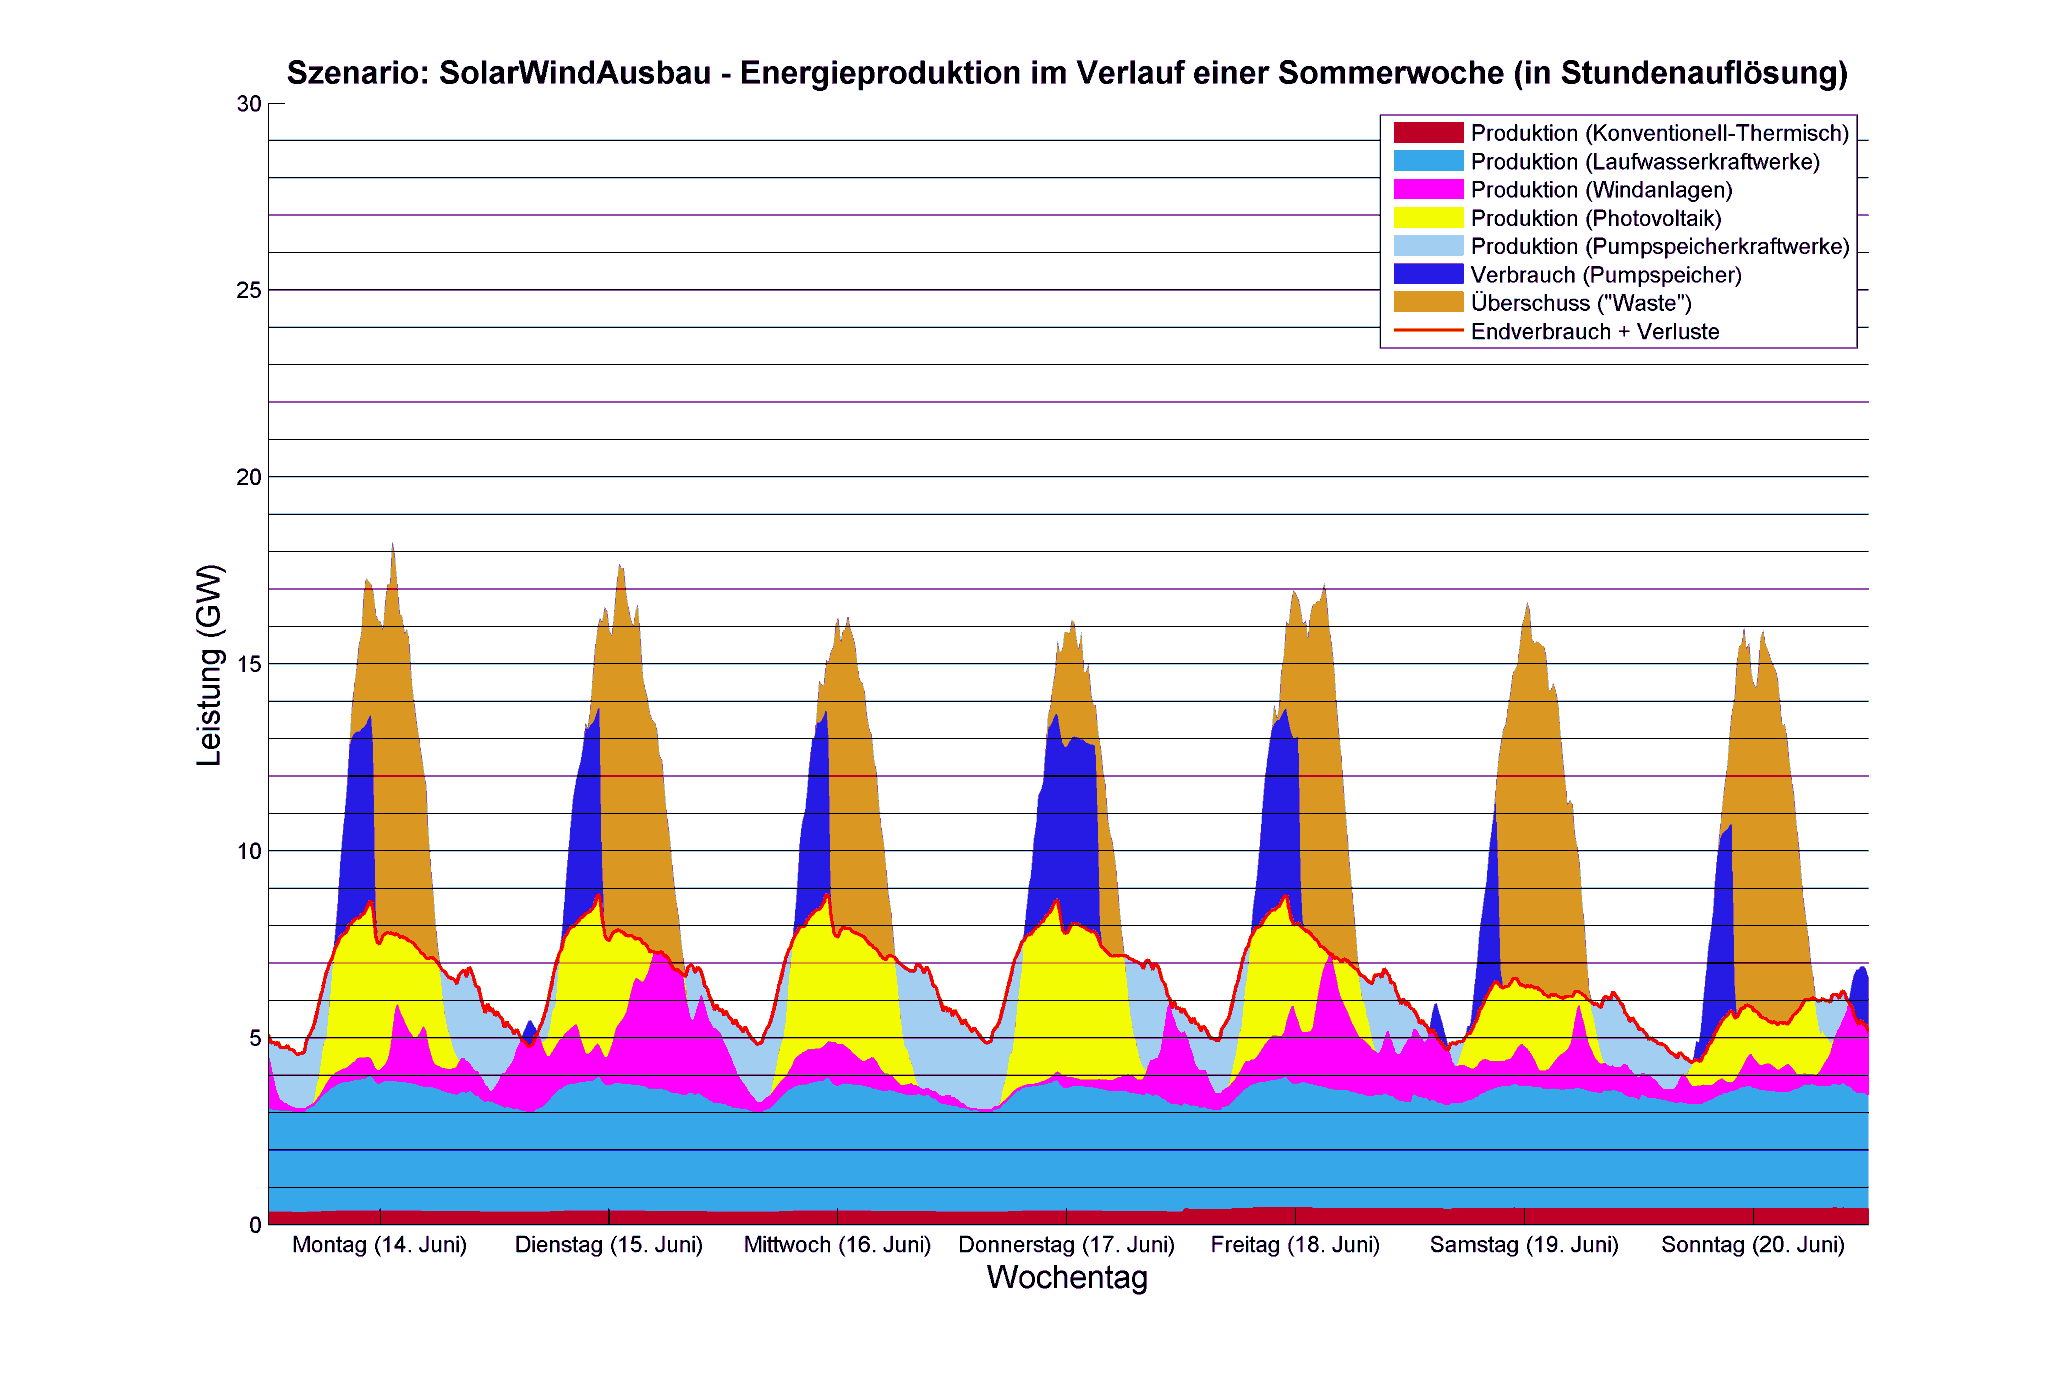 Szenario: SolarWindAusbau - Energieproduktion im Verlauf einer Sommerwoche (in Stundenauflösung)
30
25
20
15
10
5
0
Leistung (GW)
Produktion (Konventionell-Thermisch)
Produktion (Laufwasserkraftwerke)
Produktion (Windanlagen)
Produktion (Photovoltaik)
Produktion (Pumpspeicherkraftwerke)
Verbrauch (Pumpspeicher)
Überschuss ("Waste")
Endverbrauch + Verluste
Montag (14. Juni) Dienstag (15. Juni) Mittwoch (16. Juni) Donnerstag (17. Juni) Freitag (18. Juni) Samstag (19. Juni) Sonntag (20. Juni)
Wochentag